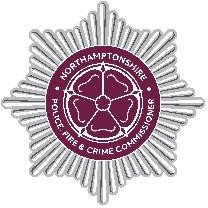 NORTHAMPTONSHIRE
POLICE, FIRE & CRIME COMMISSIONER